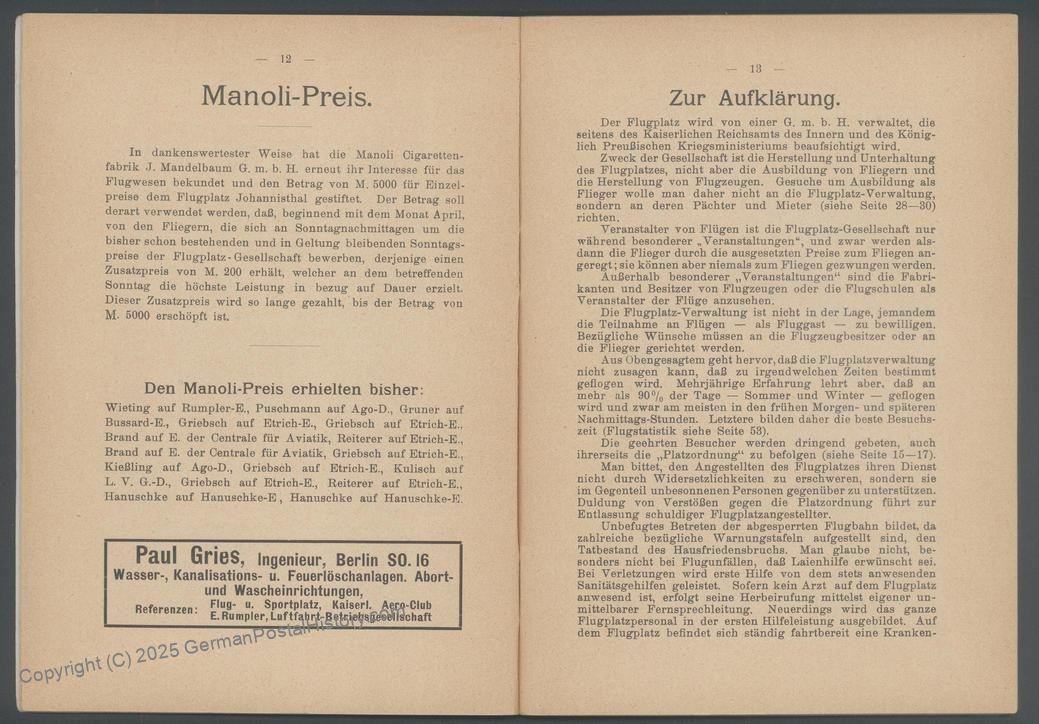 — 12 —
Manoli-Preis.
In dankenswertester Weise hat die Manoli Cigaretten-
fabrik J. Mandelbaum G. m. b. H. erneut ihr Interesse für das
Flugwesen bekundet und den Betrag von M. 5000 für Einzel-
preise dem Flugplatz Johannisthal gestiftet. Der Betrag soll
derart verwendet werden, daß, beginnend mit dem Monat April,
von den Fliegern, die sich an Sonntagnachmittagen um die
bisher schon bestehenden und in Geltung bleibenden Sonntags-
preise der Flugplatz-Gesellschaft bewerben, derjenige einen
Zusatzpreis von M. 200 erhält, welcher an dem betreffenden
Sonntag die höchste Leistung in bezug auf Dauer erzielt.
Dieser Zusatzpreis wird so lange gezahlt, bis der Betrag von
M. 5000 erschöpft ist.
Den Manoli-Preis erhielten bisher:
Wieting auf Rumpler-E., Puschmann auf Ago-D., Gruner auf
Bussard-E., Griebsch auf Etrich-E., Griebsch auf Etrich-E.,
Brand auf E. der Centrale für Aviatik, Reiterer auf Etrich-E.,
Brand auf E. der Centrale für Aviatik, Griebsch auf Etrich-E.,
Kießling auf Ago-D., Griebsch auf Etrich-E., Kulisch auf
L. V. G.-D., Griebsch auf Etrich-E., Reiterer auf Etrich-E.,
Hanuschke auf Hanuschke-E, Hanuschke auf Hanuschke-E.
Paul Gries, Ingenieur, Berlin SO. 16
Wasser-, Kanalisations- u. Feuerlöschanlagen. Abort-
und Wascheinrichtungen,
Referenzen: Flug- u. Sportplatz, Kaiserl. Aero-Club
E. Rumpler, Luftfahrt-Betriebsgesellschaft
— 13 —
Zur Aufklärung.
Der Flugplatz wird von einer G. m. b. H. verwaltet, die
seitens des Kaiserlichen Reichsamts des Innern und des König-
lich Preußischen Kriegsministeriums beaufsichtigt wird.
Zweck der Gesellschaft ist die Herstellung und Unterhaltung
des Flugplatzes, nicht aber die Ausbildung von Fliegern und
die Herstellung von Flugzeugen. Gesuche um Ausbildung als
Flieger wolle man daher nicht an die Flugplatz-Verwaltung,
sondern an deren Pächter und Mieter (siehe Seite 28—30)
richten.
Veranstalter von Flügen ist die Flugplatz-Gesellschaft nur
während besonderer „Veranstaltungen“, und zwar werden als-
dann die Flieger durch die ausgesetzten Preise zum Fliegen an-
geregt; sie können aber niemals zum Fliegen gezwungen werden.
Außerhalb besonderer „Veranstaltungen“ sind die Fabri-
kanten und Besitzer von Flugzeugen oder die Flugschulen als
Veranstalter der Flüge anzusehen.
Die Flugplatz-Verwaltung ist nicht in der Lage, jemandem
die Teilnahme an Flügen — als Fluggast — zu bewilligen.
Bezügliche Wünsche müssen an die Flugzeugbesitzer oder an
die Flieger gerichtet werden.
Aus Obengesagtem geht hervor, daß die Flugplatzverwaltung
nicht zusagen kann, daß zu irgendwelchen Zeiten bestimmt
geflogen wird. Mehrjährige Erfahrung lehrt aber, daß an
mehr als 90% der Tage — Sommer und Winter — geflogen
wird und zwar am meisten in den frühen Morgen- und späteren
Nachmittags-Stunden. Letztere bilden daher die beste Besuchs-
zeit (Flugstatistik siehe Seite 53).
Die geehrten Besucher werden dringend gebeten, auch
ihrerseits die „Platzordnung“ zu befolgen (siehe Seite 15—17).
Man bittet, den Angestellten des Flugplatzes ihren Dienst
nicht durch Widersetzlichkeiten zu erschweren, sondern sie
im Gegenteil unbesonnenen Personen gegenüber zu unterstützen.
Duldung von Verstößen gegen die Platzordnung führt zur
Entlassung schuldiger Flugplatzangestellter.
Unbefugtes Betreten der abgesperrten Flugbahn bildet, da
zahlreiche bezügliche Warnungstafeln aufgestellt sind, den
Tatbestand des Hausfriedensbruchs. Man glaube nicht, be-
sonders nicht bei Flugunfällen, daß Laienhilfe erwünscht sei.
Bei Verletzungen wird erste Hilfe von dem stets anwesenden
Sanitätsgehilfen geleistet. Sofern kein Arzt auf dem Flugplatz
anwesend ist, erfolgt seine Herbeirufung mittelst eigener un-
mittelbarer Fernsprechleitung. Neuerdings wird das ganze
Flugplatzpersonal in der ersten Hilfeleistung ausgebildet. Auf
dem Flugplatz befindet sich ständig fahrtbereit eine Kranken-
Copyright (C) 2025 GermanPostalHistory.com